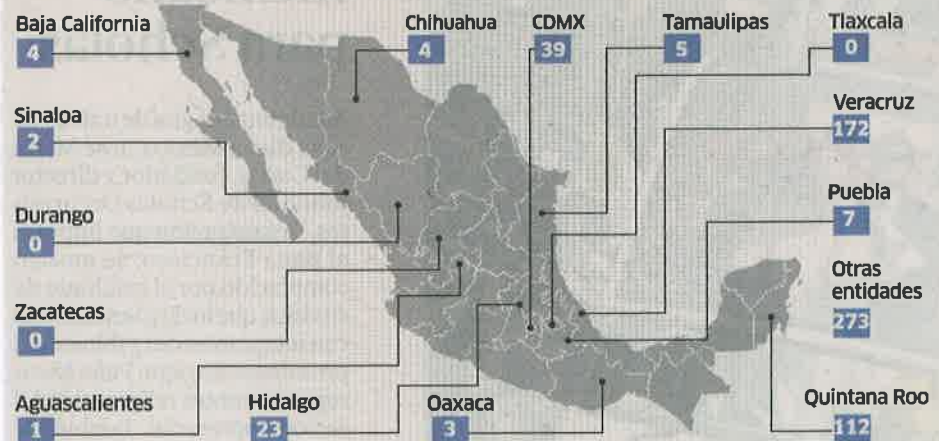 Baja California
4
Chihuahua
4
CDMX
39
Tamaulipas
5
Tlaxcala
0
Sinaloa
2
Veracruz
172
Durango
0
Puebla
7
Otras
entidades
273
Zacatecas
0
Aguascalientes
1
Hidalgo
23
Oaxaca
3
Quintana Roo
112